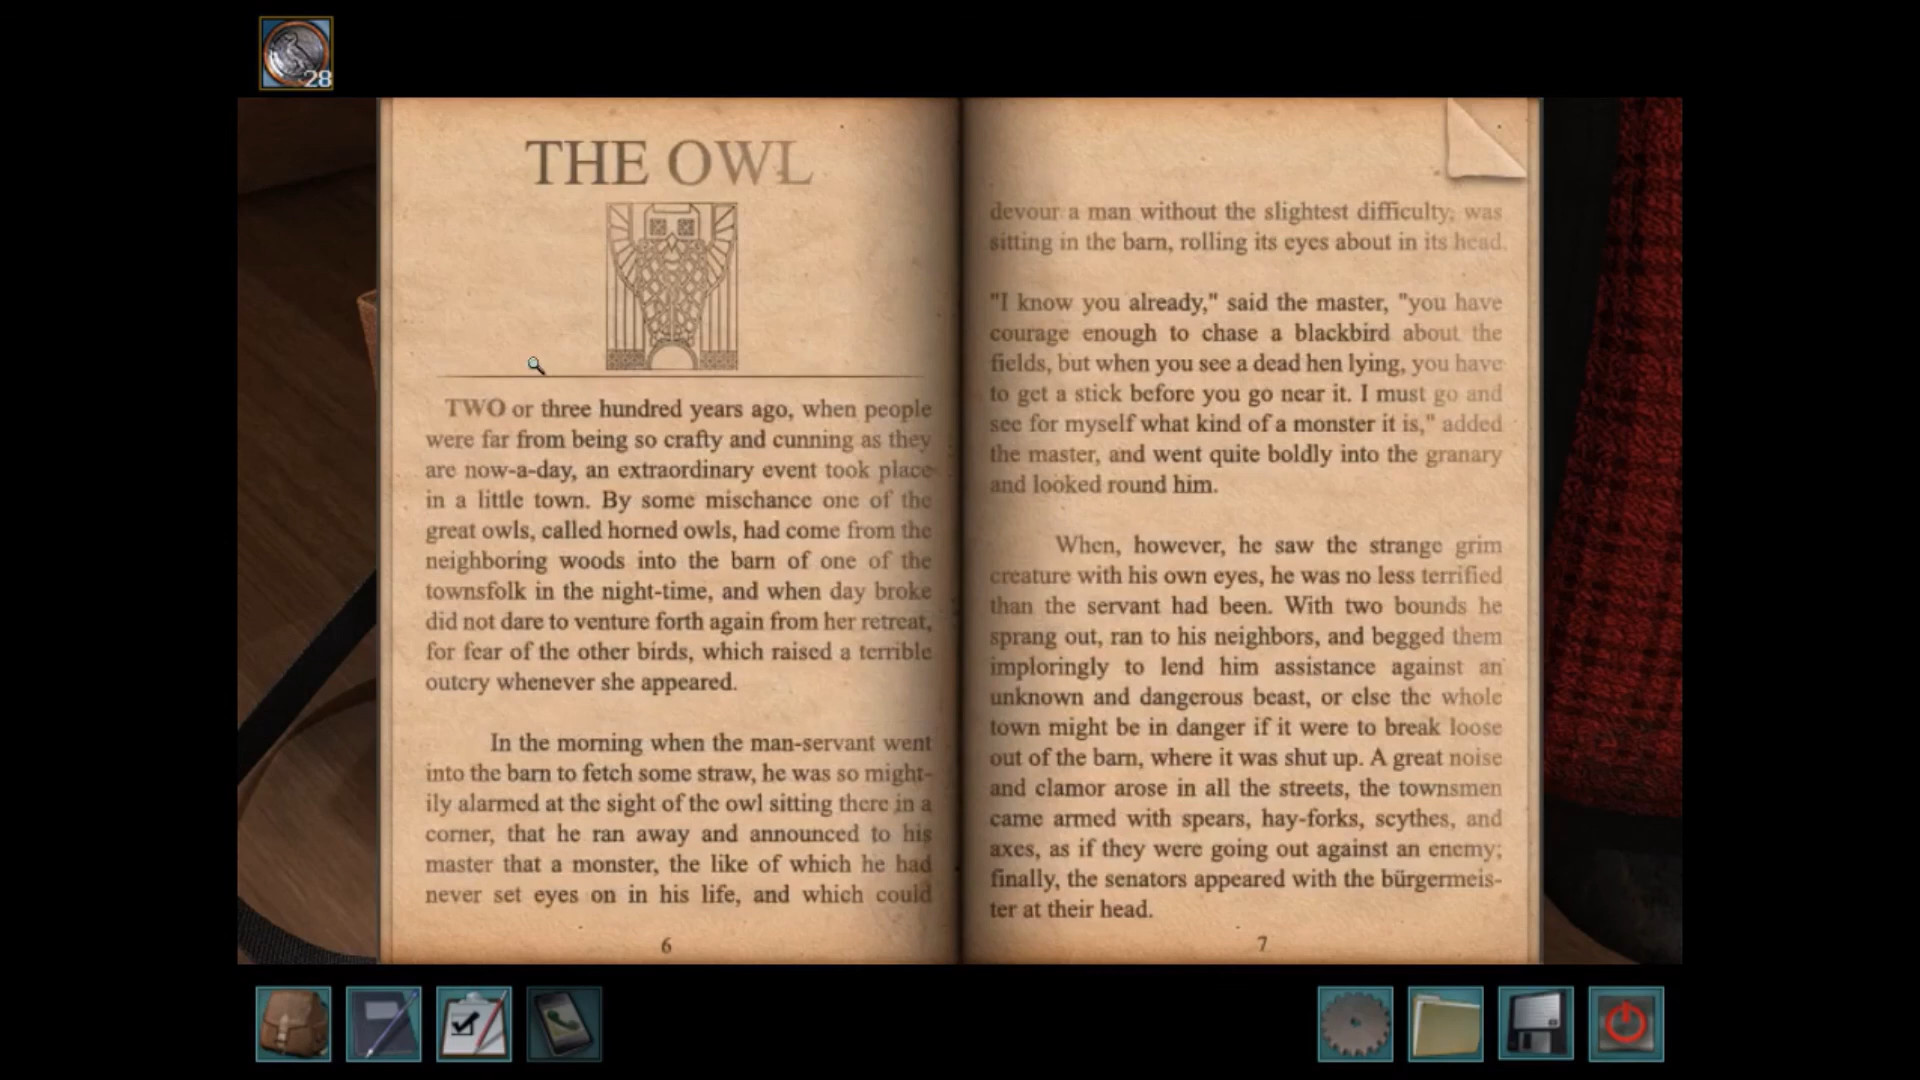 28
THE OWL
TWO or three hundred years ago, when people
were far from being so crafty and cunning as they
are now-a-day, an extraordinary event took place
in a little town. By some mischance one of the
great owls, called horned owls, had come from the
neighboring woods into the barn of one of the
townsfolk in the night-time, and when day broke
did not dare to venture forth again from her retreat,
for fear of the other birds, which raised a terrible
outcry whenever she appeared.
In the morning when the man-servant went
into the barn to fetch some straw, he was so might-
ily alarmed at the sight of the owl sitting there in a
corner, that he ran away and announced to his
master that a monster, the like of which he had
never set eyes on in his life, and which could
6
devour a man without the slightest difficulty, was
sitting in the barn, rolling its eyes about in its head.
"I know you already," said the master, "you have
courage enough to chase a blackbird about the
fields, but when you see a dead hen lying, you have
to get a stick before you go near it. I must go and
see for myself what kind of a monster it is," added
the master, and went quite boldly into the granary
and looked round him.
When, however, he saw the strange grim
creature with his own eyes, he was no less terrified
than the servant had been. With two bounds he
sprang out, ran to his neighbors, and begged them
imploringly to lend him assistance against an
unknown and dangerous beast, or else the whole
town might be in danger if it were to break loose
out of the barn, where it was shut up. A great noise
and clamor arose in all the streets, the townsmen
came armed with spears, hay-forks, scythes, and
axes, as if they were going out against an enemy;
finally, the senators appeared with the bürgermeis-
ter at their head.
7